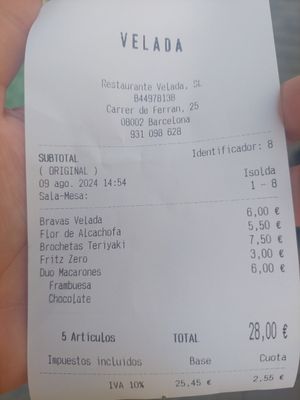 VELADA
Restaurante Velada, SL
B44978138
Carrer de Ferran, 25
08002 Barcelona
931 098 628
SUBTOTAL Identificador: 8
( ORIGINAL )
09 ago. 2024 14:54 Isolda
Sala-Mesa: 1 - 8
Bravas Velada 6,00 €
Flor de Alcachofa 5,50 €
Brochetas Teriyaki 7,50 €
Fritz Zero 3,00 €
Duo Macarones 6,00 €
Frambuesa
Chocolate
5 Artículos TOTAL 28,00 €
Impuestos incluidos Base Cuota
IVA 10% 25.45 € 2.55 €